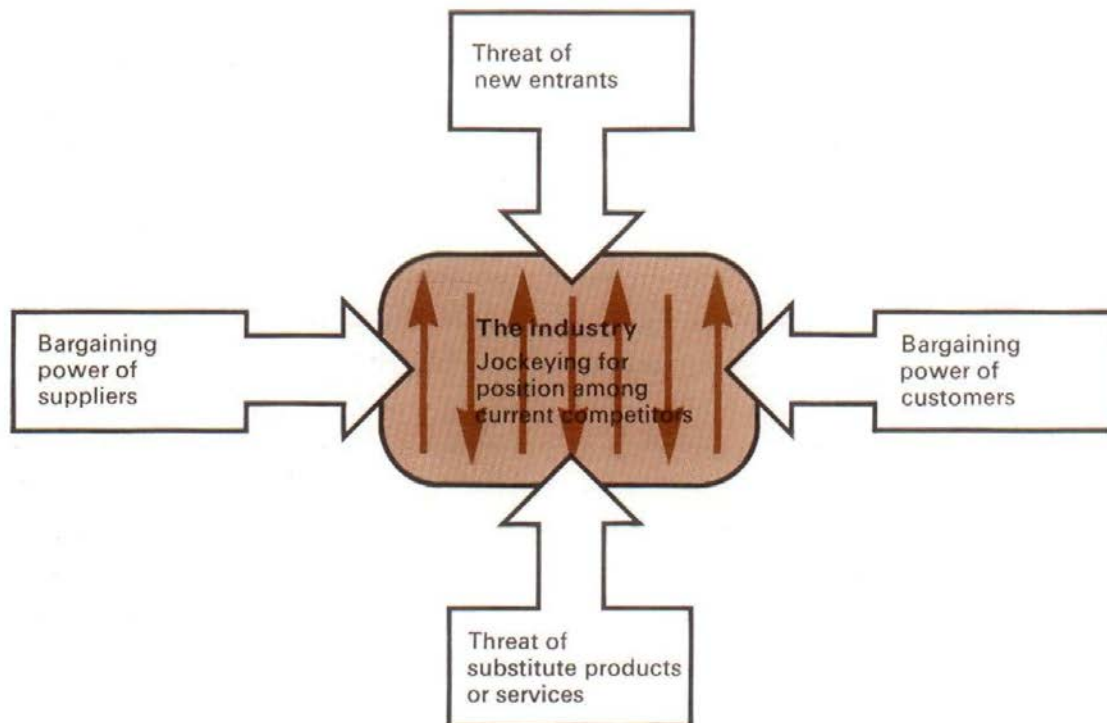 Threat of
new entrants
Bargaining
power of
suppliers
The Industry
Jockeying for
position among
current competitors
Bargaining
power of
customers
Threat of
substitute products
or services